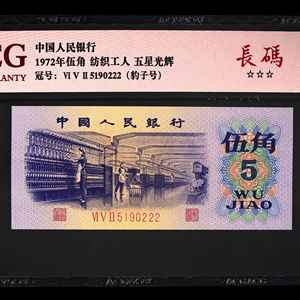 EG
RANTY
中国人民银行
1972年伍角 纺织工人 五星光辉
冠号：Ⅵ Ⅴ Ⅱ 5190222（豹子号）
長碼
☆☆☆
中国人民银行
伍角
5
WU
JIAO
Ⅵ Ⅴ Ⅱ 5190222